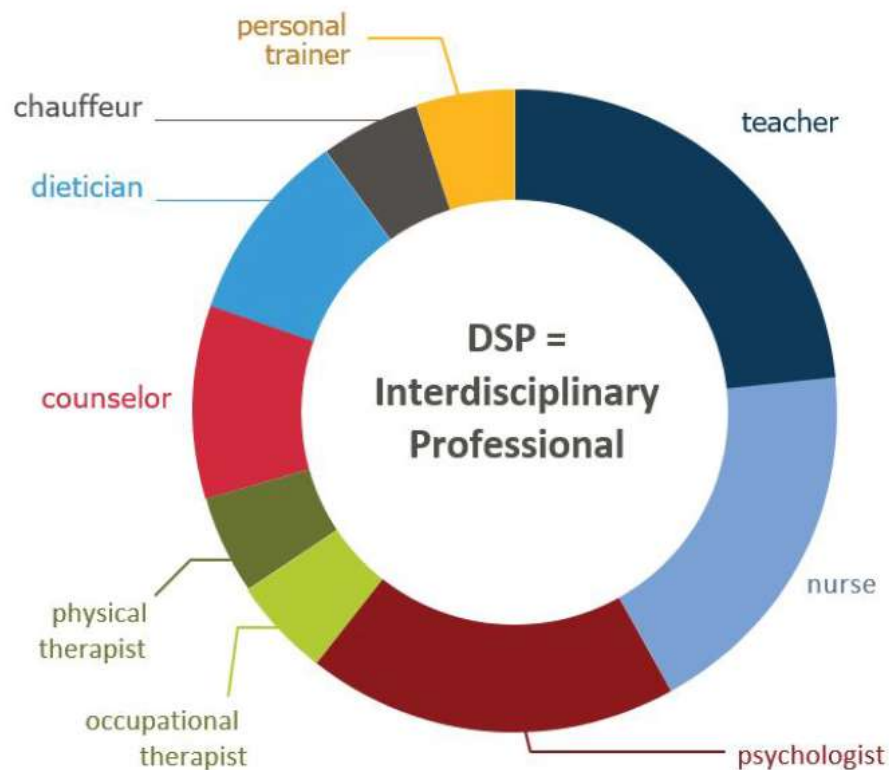 personal
trainer
chauffeur
teacher
dietician
DSP =
Interdisciplinary
Professional
counselor
nurse
physical
therapist
occupational
therapist
psychologist